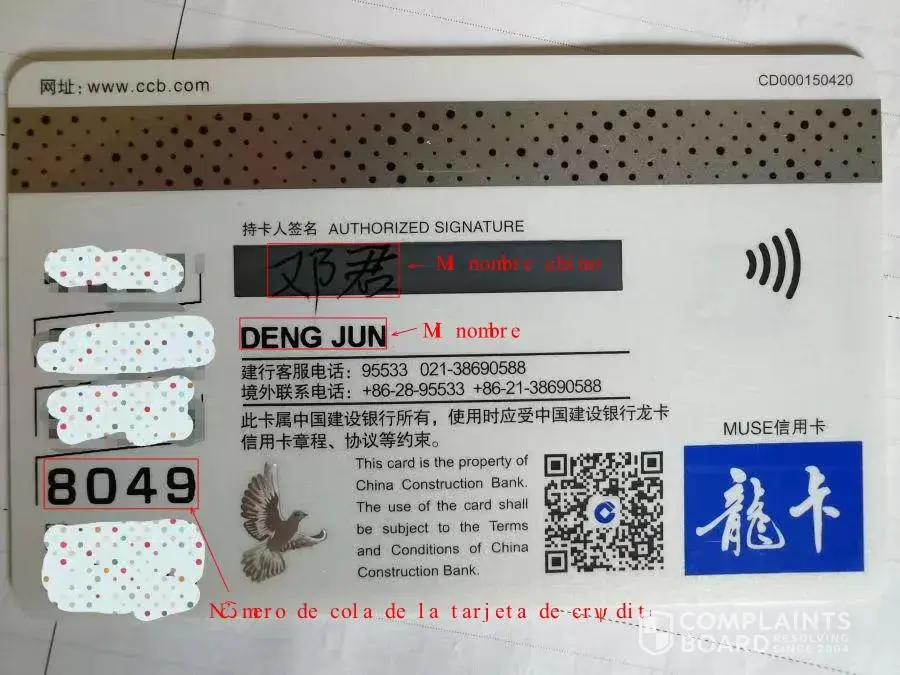 网址：www.ccb.com
CD000150420
持卡人签名 AUTHORIZED SIGNATURE
邓君
Mi nombre chino
DENG JUN
Mi nombre
建行客服电话：95533 021-38690588
境外联系电话：+86-28-95533 +86-21-38690588
此卡属中国建设银行所有，使用时应受中国建设银行龙卡
信用卡章程、协议等约束。
8049
This card is the property of
China Construction Bank.
The use of the card shall
be subject to the Terms
and Conditions of China
Construction Bank.
MUSE信用卡
龍卡
de cola de la tarjeta de
COMPLAINTS
BOARD
RESOLVING
SINCE 2004